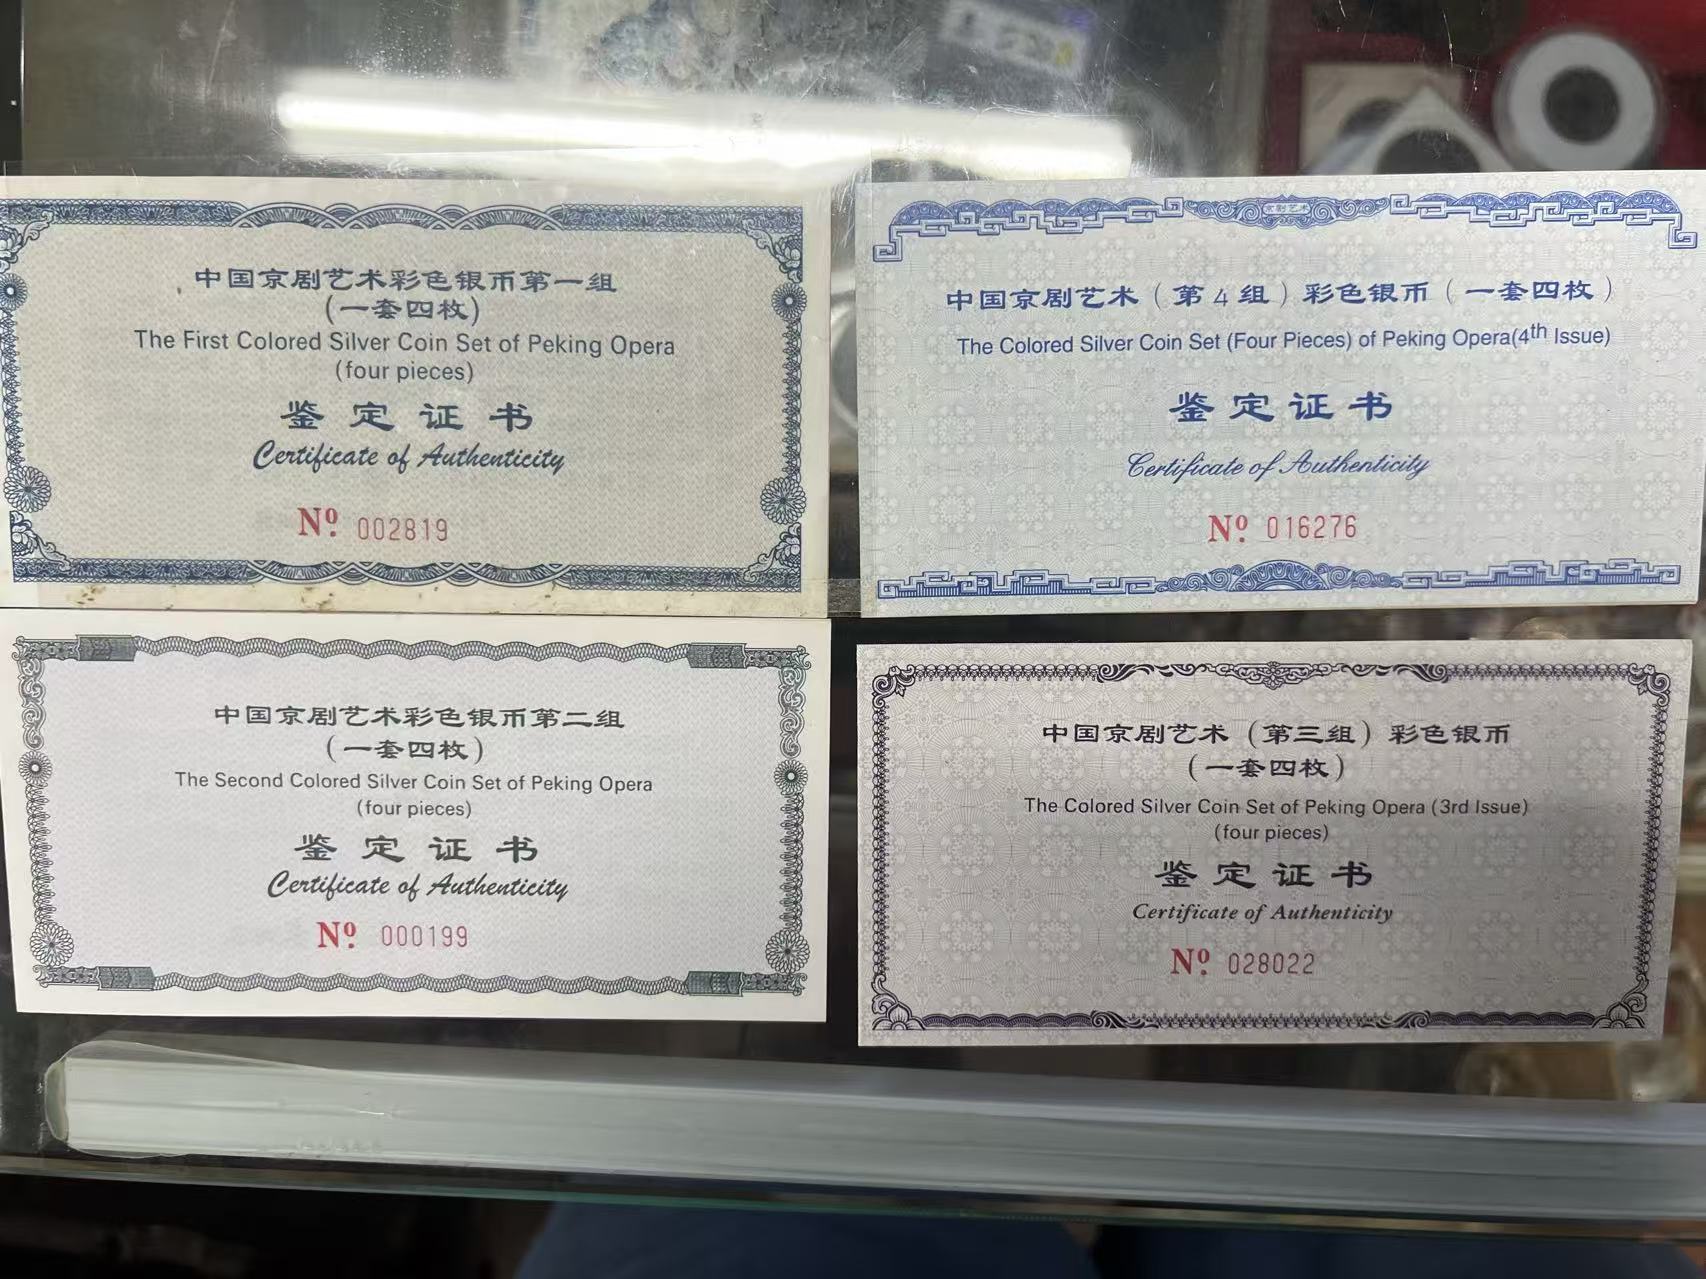 中国京剧艺术彩色银币第一组
(一套四枚)
The First Colored Silver Coin Set of Peking Opera
(four pieces)
鉴定证书
Certificate of Authenticity
Nº 002819
京剧艺术
中国京剧艺术（第4组）彩色银币（一套四枚）
The Colored Silver Coin Set (Four Pieces) of Peking Opera(4th Issue)
鉴定证书
Certificate of Authenticity
Nº 016276
中国京剧艺术彩色银币第二组
(一套四枚)
The Second Colored Silver Coin Set of Peking Opera
(four pieces)
鉴定证书
Certificate of Authenticity
Nº 000199
中国京剧艺术（第三组）彩色银币
(一套四枚)
The Colored Silver Coin Set of Peking Opera (3rd Issue)
(four pieces)
鉴定证书
Certificate of Authenticity
Nº 028022